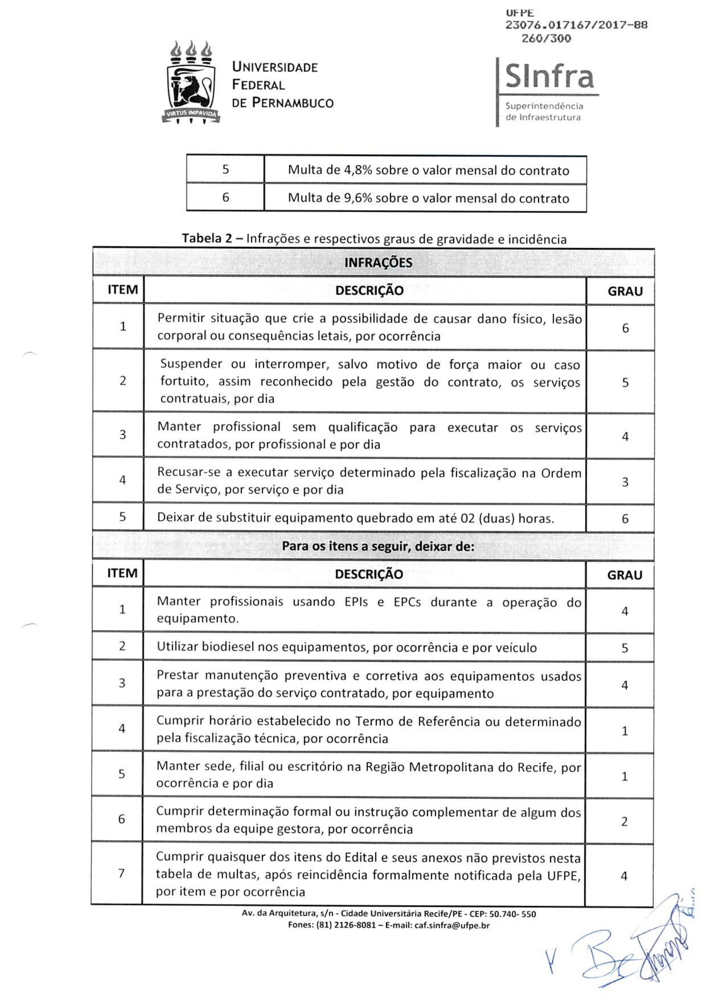 UFPE
23076.017167/2017-88
260/300
UNIVERSIDADE
FEDERAL
DE PERNAMBUCO
VIRTUS IMPAVIDA
SInfra
Superintendência
de Infraestrutura
5 Multa de 4,8% sobre o valor mensal do contrato
6 Multa de 9,6% sobre o valor mensal do contrato
Tabela 2 – Infrações e respectivos graus de gravidade e incidência
INFRAÇÕES
ITEM DESCRIÇÃO GRAU
1 Permitir situação que crie a possibilidade de causar dano físico, lesão
corporal ou consequências letais, por ocorrência 6
Suspender ou interromper, salvo motivo de força maior ou caso
2 fortuito, assim reconhecido pela gestão do contrato, os serviços 5
contratuais, por dia
3 Manter profissional sem qualificação para executar os serviços
contratados, por profissional e por dia 4
4 Recusar-se a executar serviço determinado pela fiscalização na Ordem
de Serviço, por serviço e por dia 3
5 Deixar de substituir equipamento quebrado em até 02 (duas) horas. 6
Para os itens a seguir, deixar de:
ITEM DESCRIÇÃO GRAU
1 Manter profissionais usando EPIs e EPCs durante a operação do
equipamento. 4
2 Utilizar biodiesel nos equipamentos, por ocorrência e por veículo 5
3 Prestar manutenção preventiva e corretiva aos equipamentos usados
para a prestação do serviço contratado, por equipamento 4
4 Cumprir horário estabelecido no Termo de Referência ou determinado
pela fiscalização técnica, por ocorrência 1
5 Manter sede, filial ou escritório na Região Metropolitana do Recife, por
ocorrência e por dia 1
6 Cumprir determinação formal ou instrução complementar de algum dos
membros da equipe gestora, por ocorrência 2
Cumprir quaisquer dos itens do Edital e seus anexos não previstos nesta
7 tabela de multas, após reincidência formalmente notificada pela UFPE, 4
por item e por ocorrência
Av. da Arquitetura, s/n - Cidade Universitária Recife/PE - CEP: 50.740- 550
Fones: (81) 2126-8081 – E-mail: caf.sinfra@ufpe.br